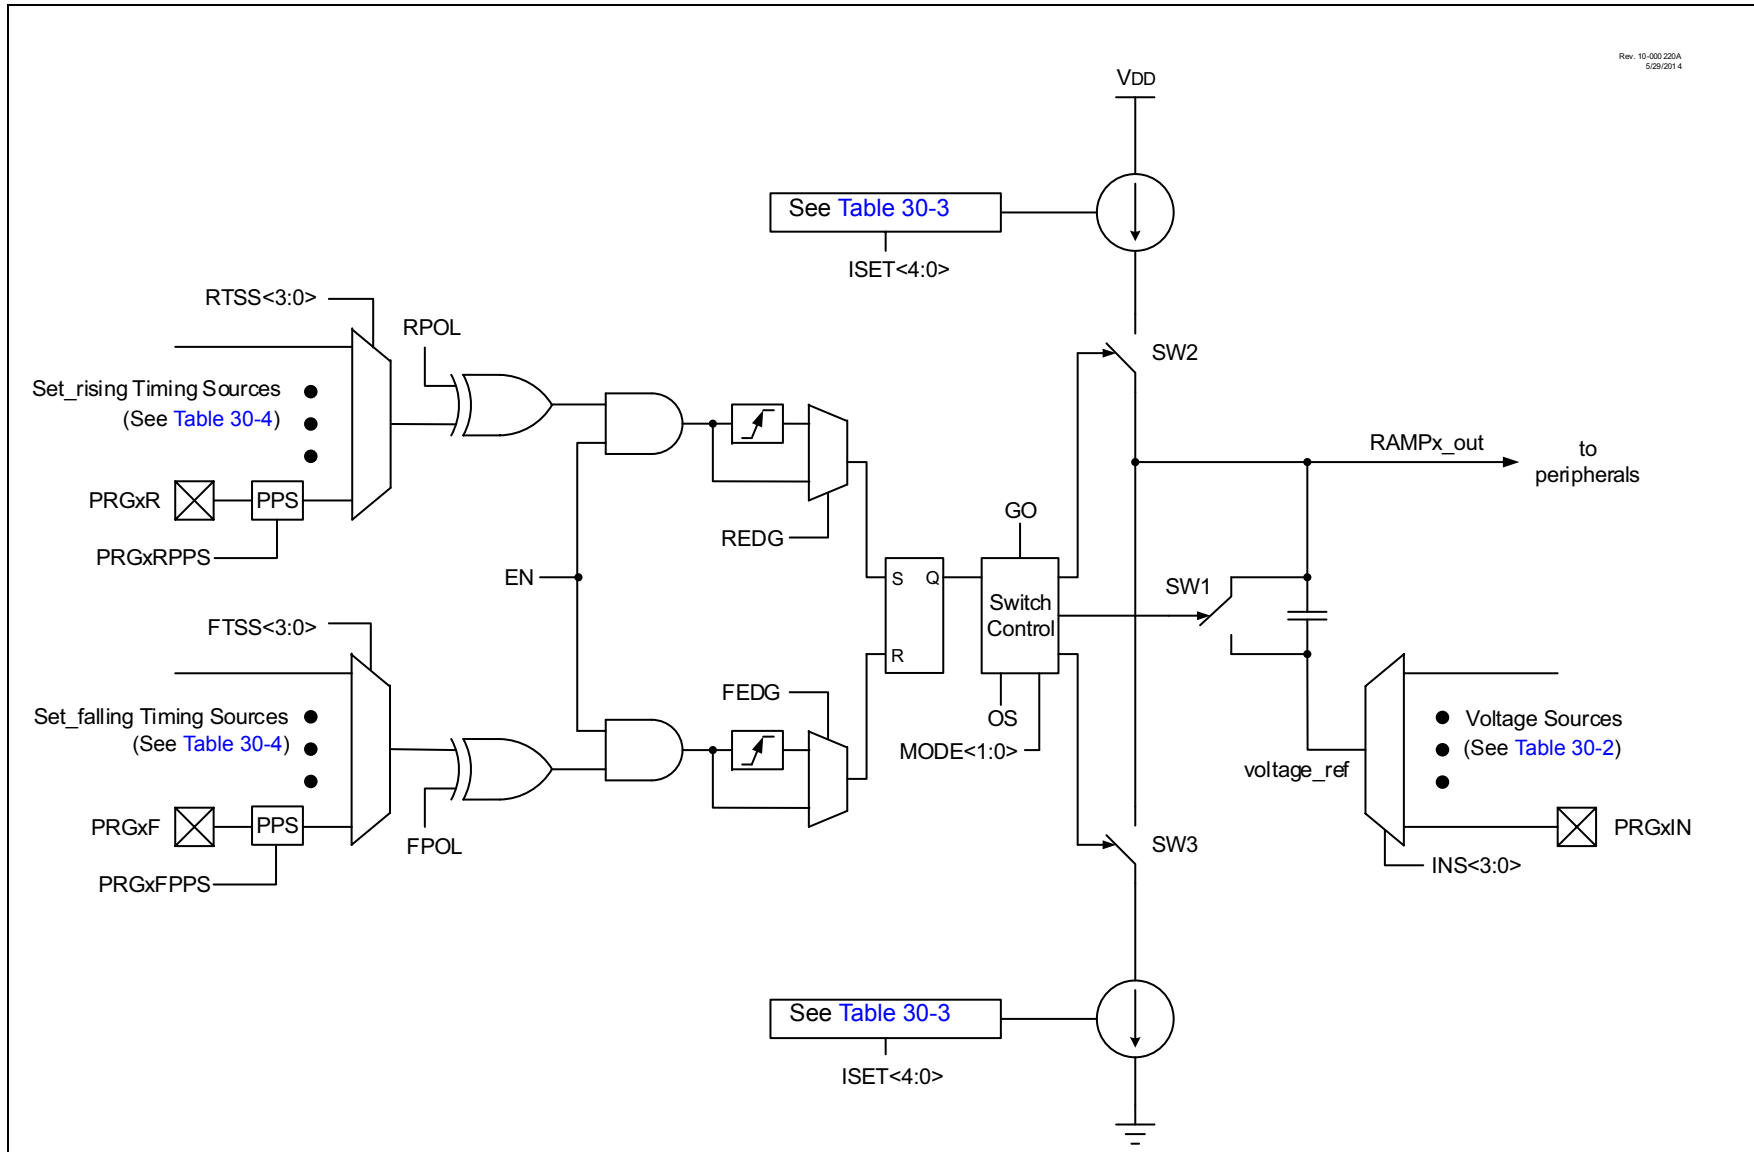 Rev. 10-000 220A
5/29/2014
VDD
See Table 30-3
ISET<4:0>
RTSS<3:0>
RPOL
SW2
Set_rising Timing Sources
(See Table 30-4)
RAMPx_out
to
peripherals
PRGxR
PPS
PRGxRPPS
REDG
GO
EN
S
Q
Switch
Control
SW1
FTSS<3:0>
R
FEDG
OS
MODE<1:0>
Set_falling Timing Sources
(See Table 30-4)
voltage_ref
Voltage Sources
(See Table 30-2)
PRGxF
PPS
FPOL
SW3
PRGxIN
PRGxFPPS
INS<3:0>
See Table 30-3
ISET<4:0>